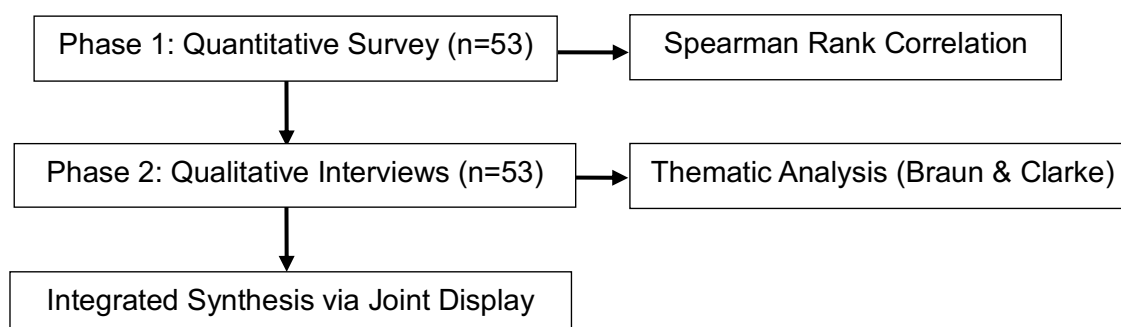 Phase 1: Quantitative Survey (n=53)
Spearman Rank Correlation
Phase 2: Qualitative Interviews (n=53)
Thematic Analysis (Braun & Clarke)
Integrated Synthesis via Joint Display